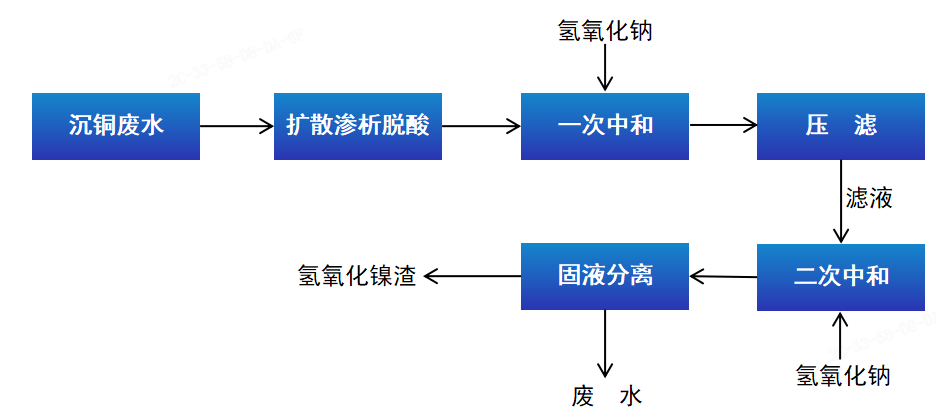 氢氧化钠
沉铜废水
扩散渗析脱酸
一次中和
压 滤
滤液
氢氧化镍渣
固液分离
二次中和
废 水
氢氧化钠